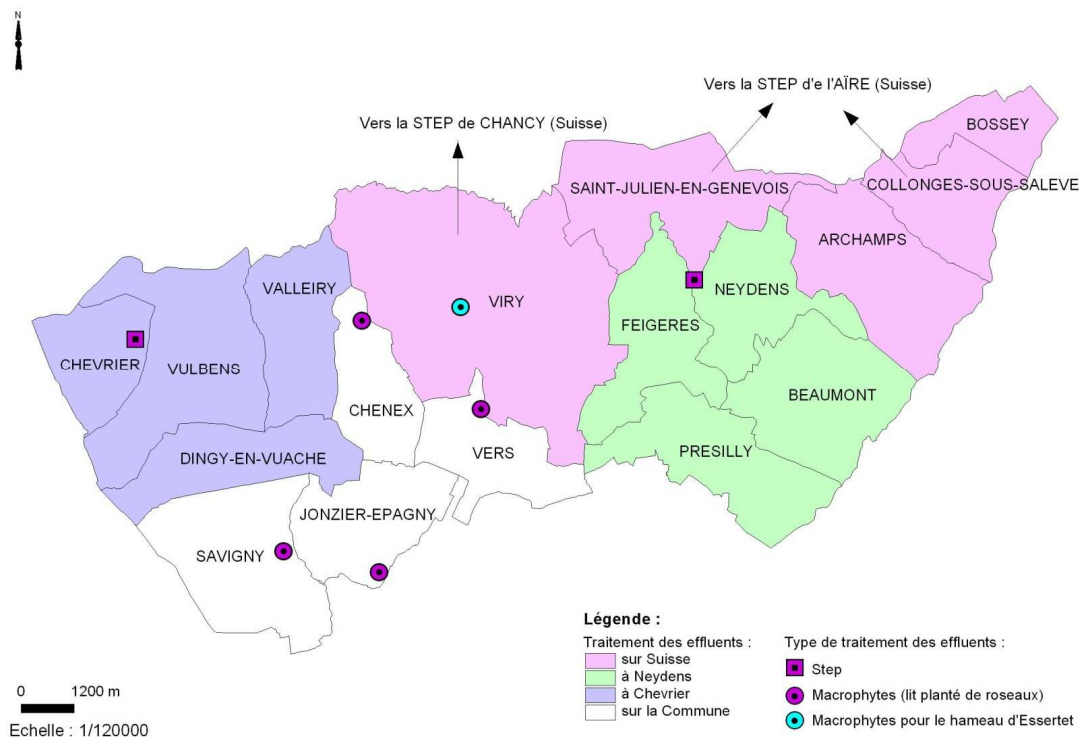 N
Vers la STEP d'e l'AÏRE (Suisse)
Vers la STEP de CHANCY (Suisse)
BOSSEY
SAINT-JULIEN-EN-GENEVOIS
COLLONGES-SOUS-SALEVE
ARCHAMPS
VALLEIRY
VIRY
NEYDENS
FEIGERES
CHEVRIER
VULBENS
CHENEX
BEAUMONT
VERS
PRESILLY
DINGY-EN-VUACHE
JONZIER-EPAGNY
SAVIGNY
Légende :
Traitement des effluents :
sur Suisse
à Neydens
à Chevrier
sur la Commune
Type de traitement des effluents :
Step
Macrophytes (lit planté de roseaux)
Macrophytes pour le hameau d'Essertet
0 1200 m
Echelle : 1/120000